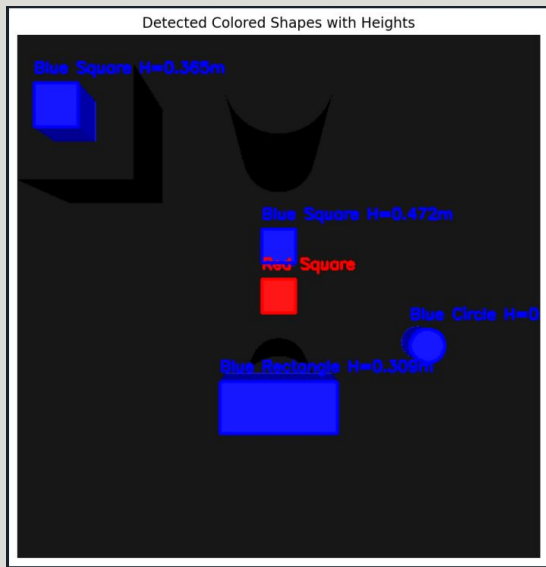 Detected Colored Shapes with Heights
Blue Square H=0.365m
Blue Square H=0.472m
Red Square
Blue Circle H=0
Blue Rectangle H=0.309m